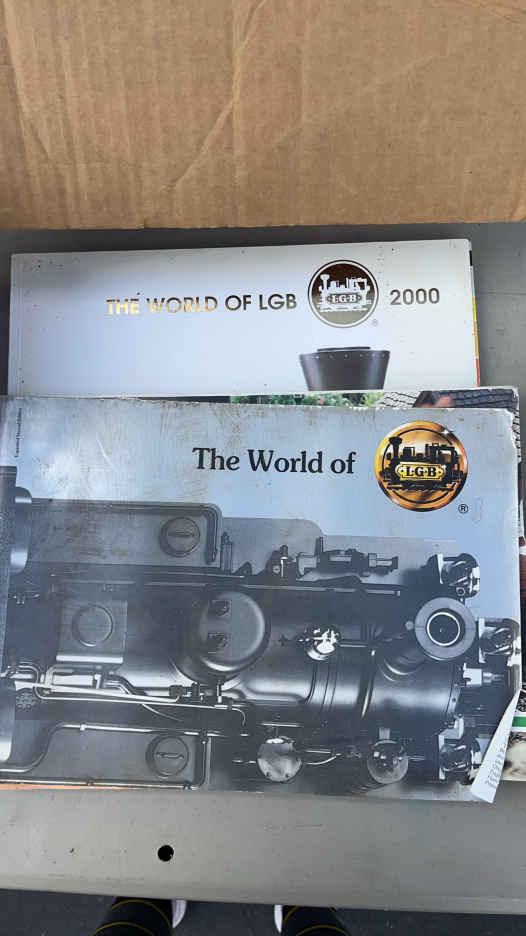 THE WORLD OF LGB LGB 2000
®
The World of LGB
®